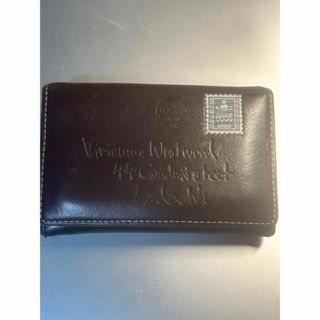 Vivienne Westwood
44 Conduit street
London W1